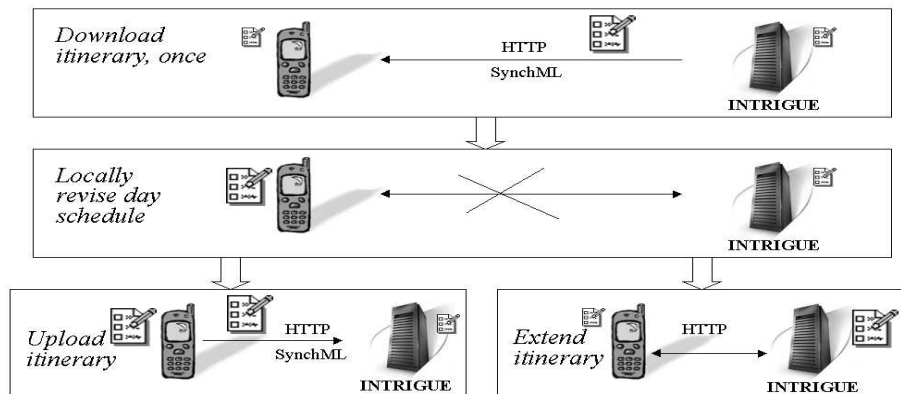 Download
itinerary, once
HTTP
SynchML
INTRIGUE
Locally
revise day
schedule
INTRIGUE
Upload
itinerary
HTTP
SynchML
INTRIGUE
Extend
itinerary
HTTP
INTRIGUE